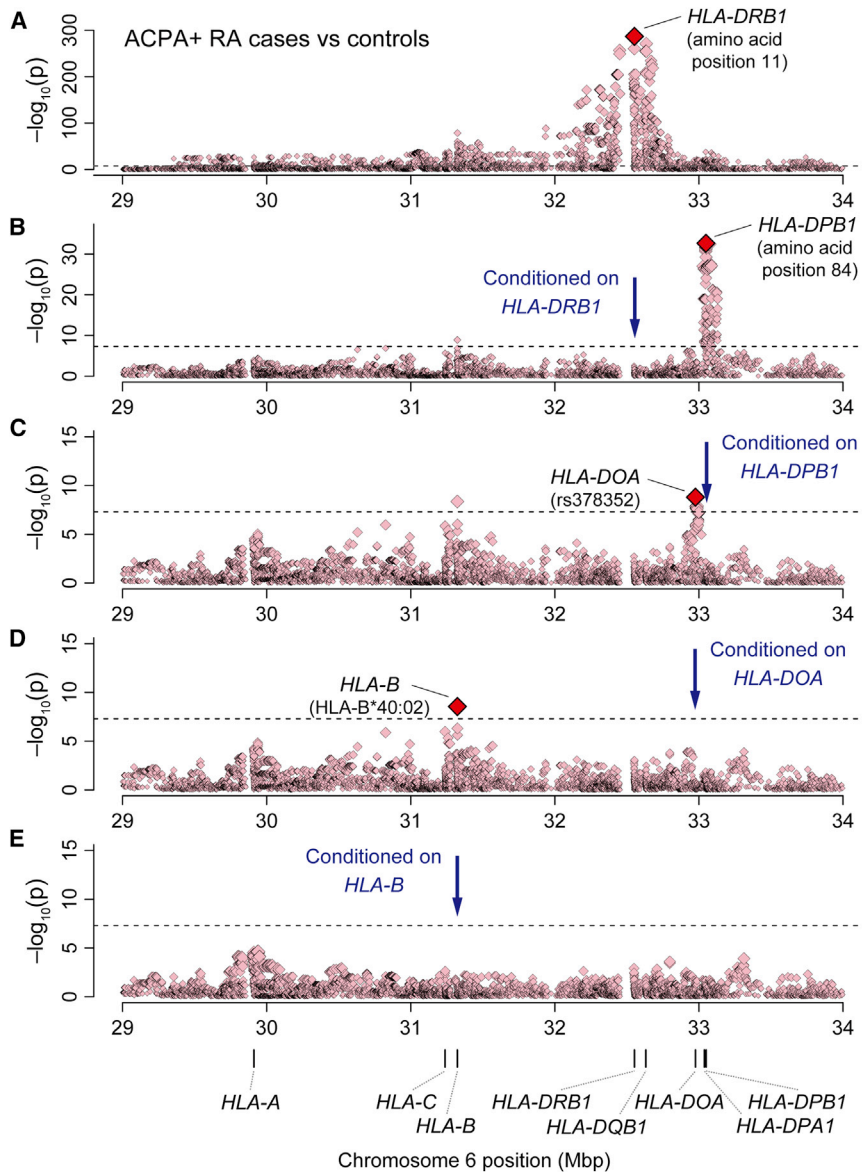 A
ACPA+ RA cases vs controls
HLA-DRB1
(amino acid
position 11)
−log10(p)
300
200
100
0
29 30 31 32 33 34
B
HLA-DPB1
(amino acid
position 84)
Conditioned on
HLA-DRB1
−log10(p)
30
20
10
0
29 30 31 32 33 34
C
Conditioned on
HLA-DPB1
HLA-DOA
(rs378352)
−log10(p)
15
10
5
0
29 30 31 32 33 34
D
Conditioned on
HLA-DOA
HLA-B
(HLA-B*40:02)
−log10(p)
15
10
5
0
29 30 31 32 33 34
E
Conditioned on
HLA-B
−log10(p)
15
10
5
0
29 30 31 32 33 34
HLA-A HLA-C HLA-DRB1 HLA-DOA HLA-DPB1
HLA-B HLA-DQB1 HLA-DPA1
Chromosome 6 position (Mbp)